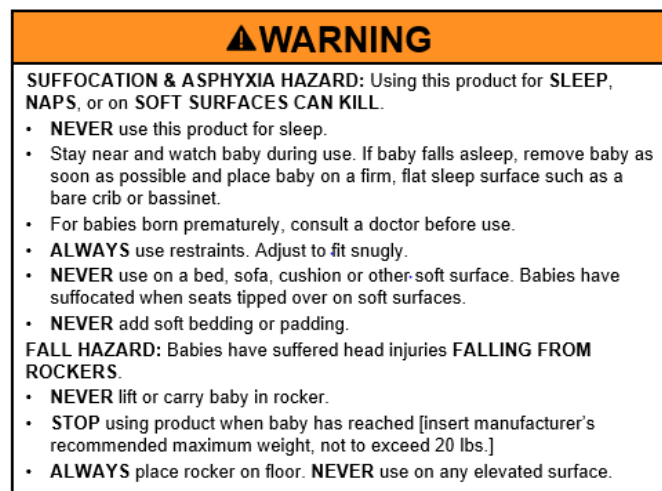 ⚠WARNING
SUFFOCATION & ASPHYXIA HAZARD: Using this product for SLEEP,
NAPS, or on SOFT SURFACES CAN KILL.
• NEVER use this product for sleep.
• Stay near and watch baby during use. If baby falls asleep, remove baby as
soon as possible and place baby on a firm, flat sleep surface such as a
bare crib or bassinet.
• For babies born prematurely, consult a doctor before use.
• ALWAYS use restraints. Adjust to fit snugly.
• NEVER use on a bed, sofa, cushion or other soft surface. Babies have
suffocated when seats tipped over on soft surfaces.
• NEVER add soft bedding or padding.
FALL HAZARD: Babies have suffered head injuries FALLING FROM
ROCKERS.
• NEVER lift or carry baby in rocker.
• STOP using product when baby has reached [insert manufacturer's
recommended maximum weight, not to exceed 20 lbs.]
• ALWAYS place rocker on floor. NEVER use on any elevated surface.